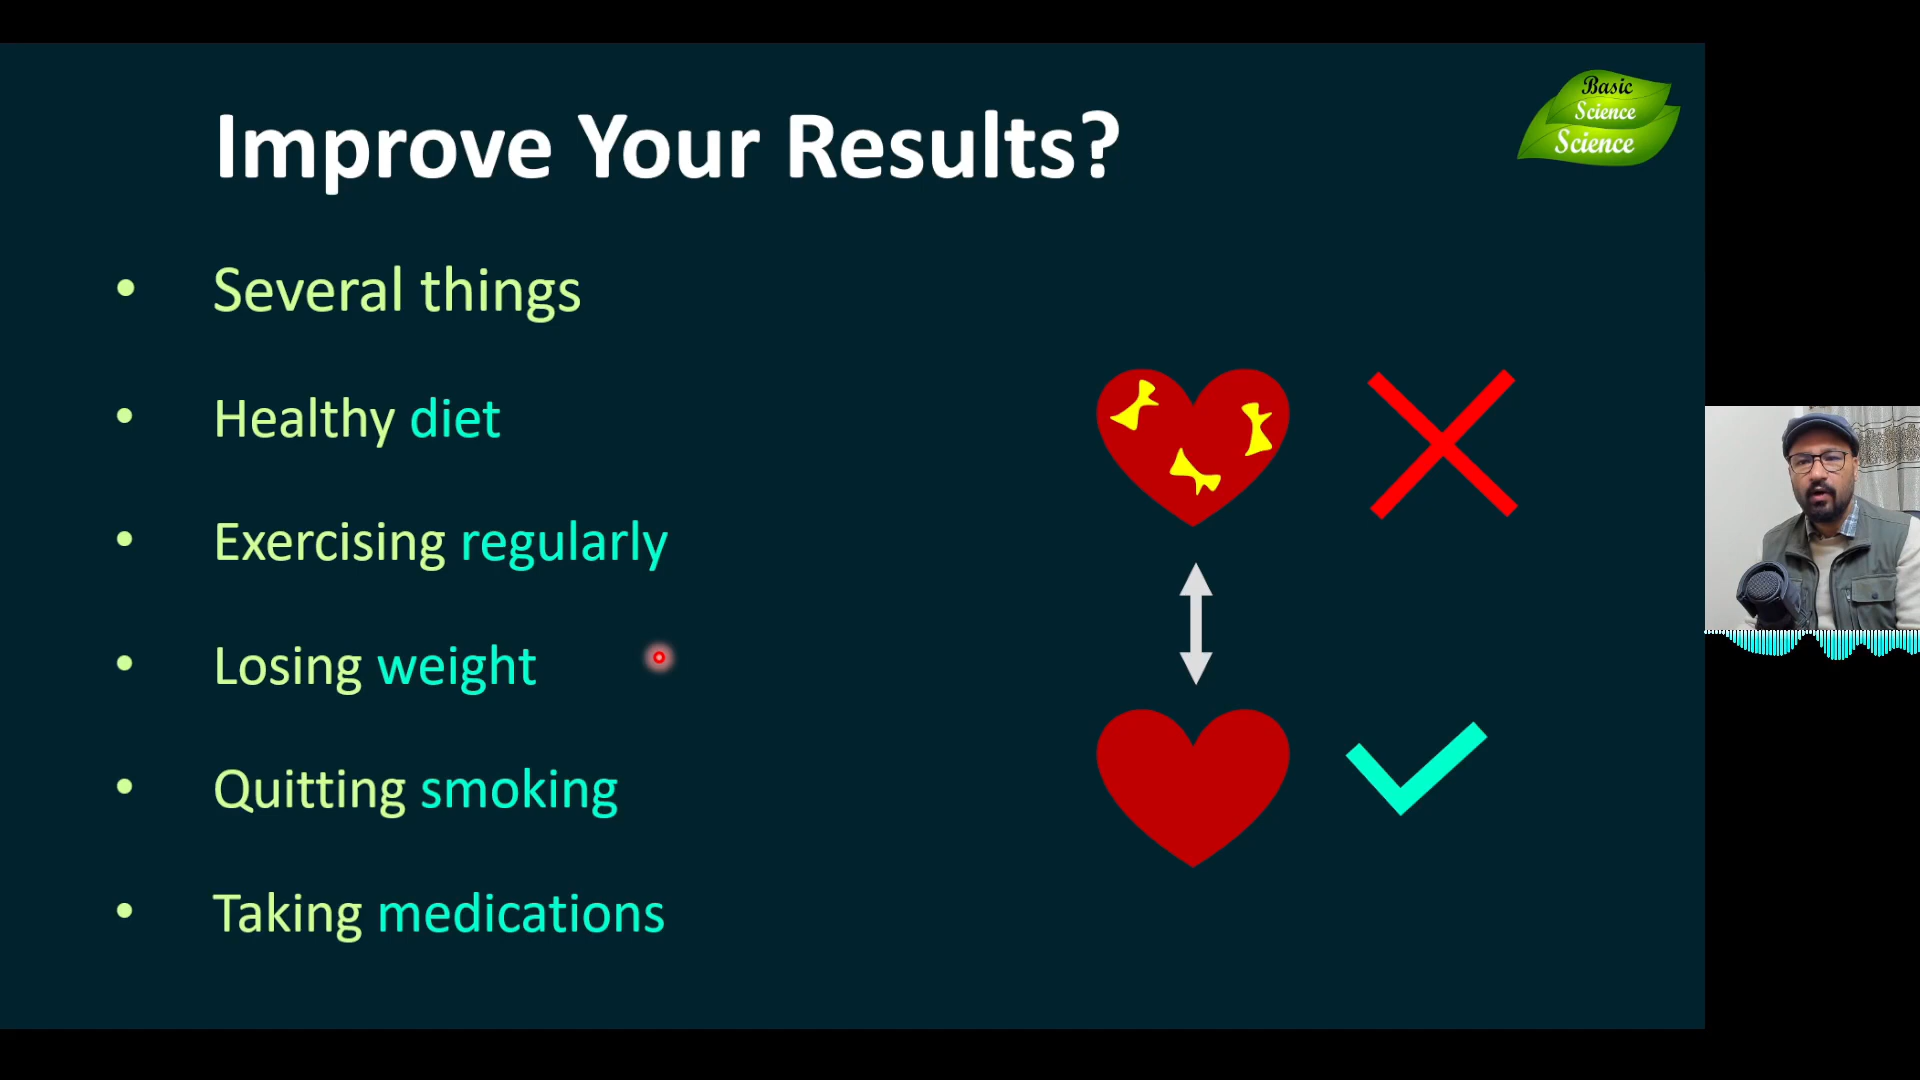 Improve Your Results?
Basic
Science
Science
• Several things
• Healthy diet
• Exercising regularly
• Losing weight
• Quitting smoking
• Taking medications